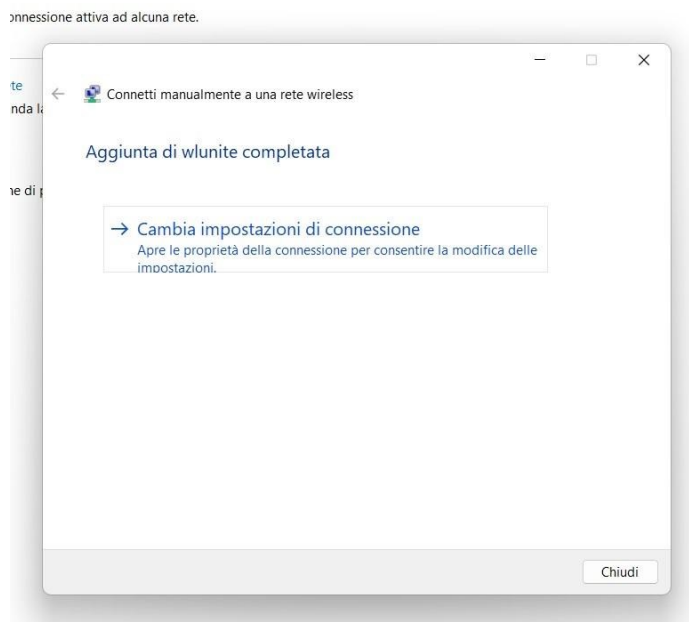 onnessione attiva ad alcuna rete.
te
Connetti manualmente a una rete wireless
nda la
Aggiunta di wlunite completata
ne di p
Cambia impostazioni di connessione
Apre le proprietà della connessione per consentire la modifica delle
impostazioni.
Chiudi